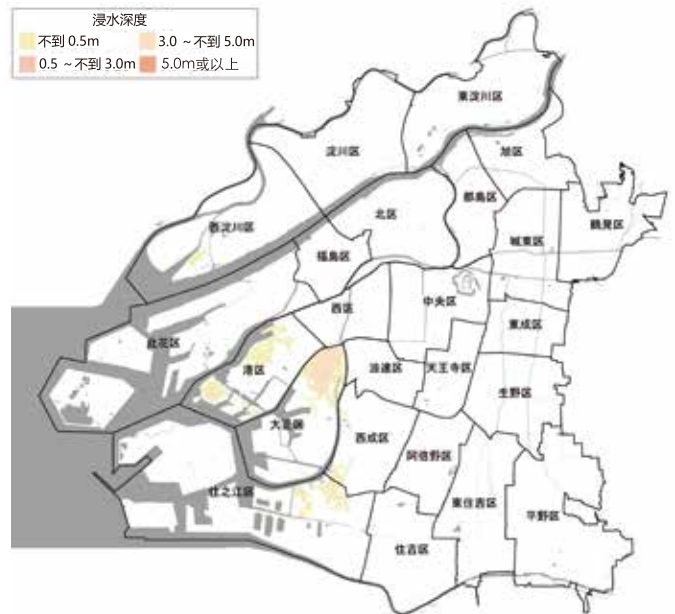 浸水深度
不到 0.5m
3.0 ~ 不到 5.0m
0.5 ~ 不到 3.0m
5.0m或以上
東淀川区
淀川区
旭区
都島区
北区
鶴見区
西淀川区
城東区
福島区
中央区
西区
東成区
此花区
港区
浪速区
天王寺区
生野区
大正区
西成区
阿倍野区
住之江区
東住吉区
平野区
住吉区